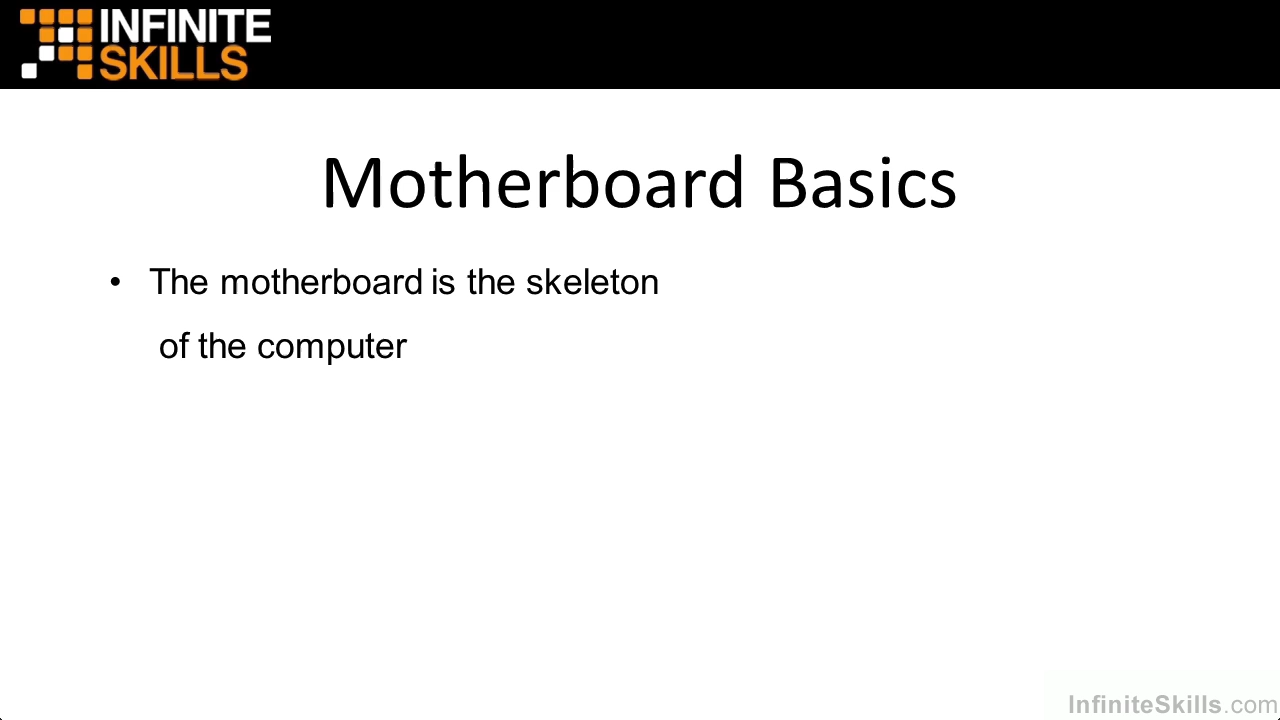 INFINITE
SKILLS
Motherboard Basics
• The motherboard is the skeleton
of the computer
InfiniteSkills.com